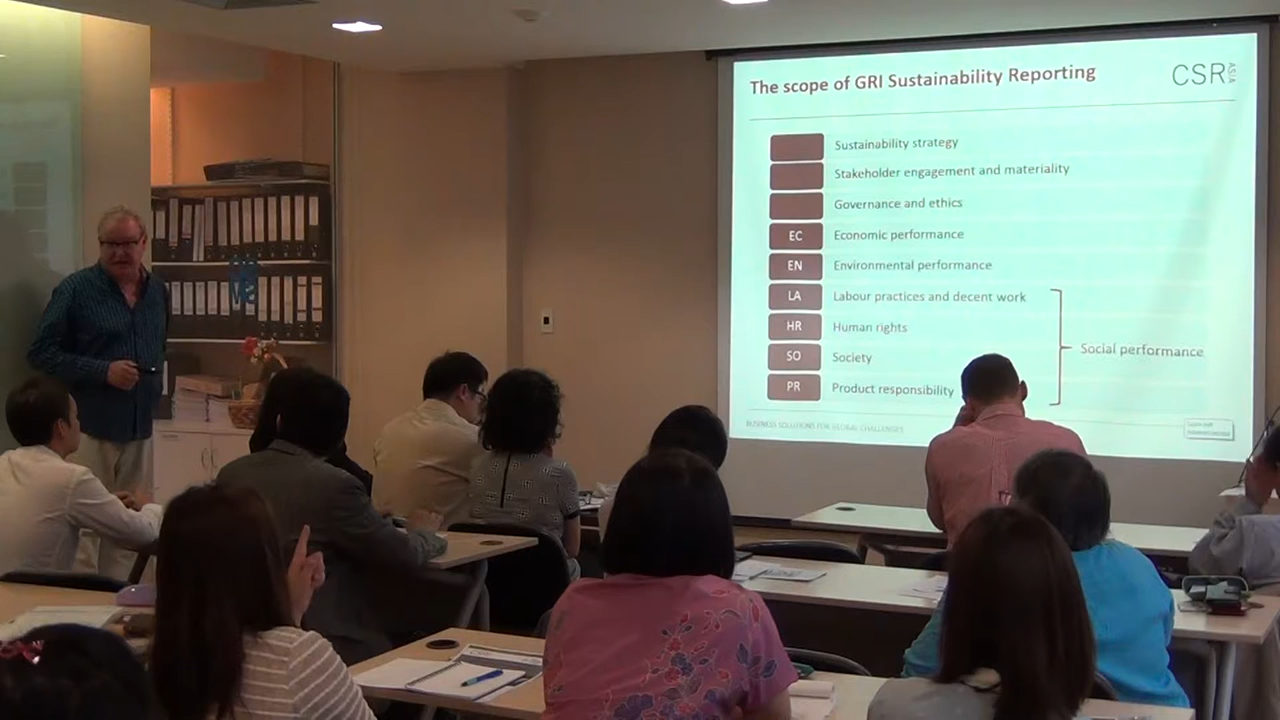 The scope of GRI Sustainability Reporting
CSR ASIA
Sustainability strategy
Stakeholder engagement and materiality
Governance and ethics
EC Economic performance
EN Environmental performance
LA Labour practices and decent work
HR Human rights
SO Society
PR Product responsibility
Social performance
BUSINESS SOLUTIONS FOR GLOBAL CHALLENGES